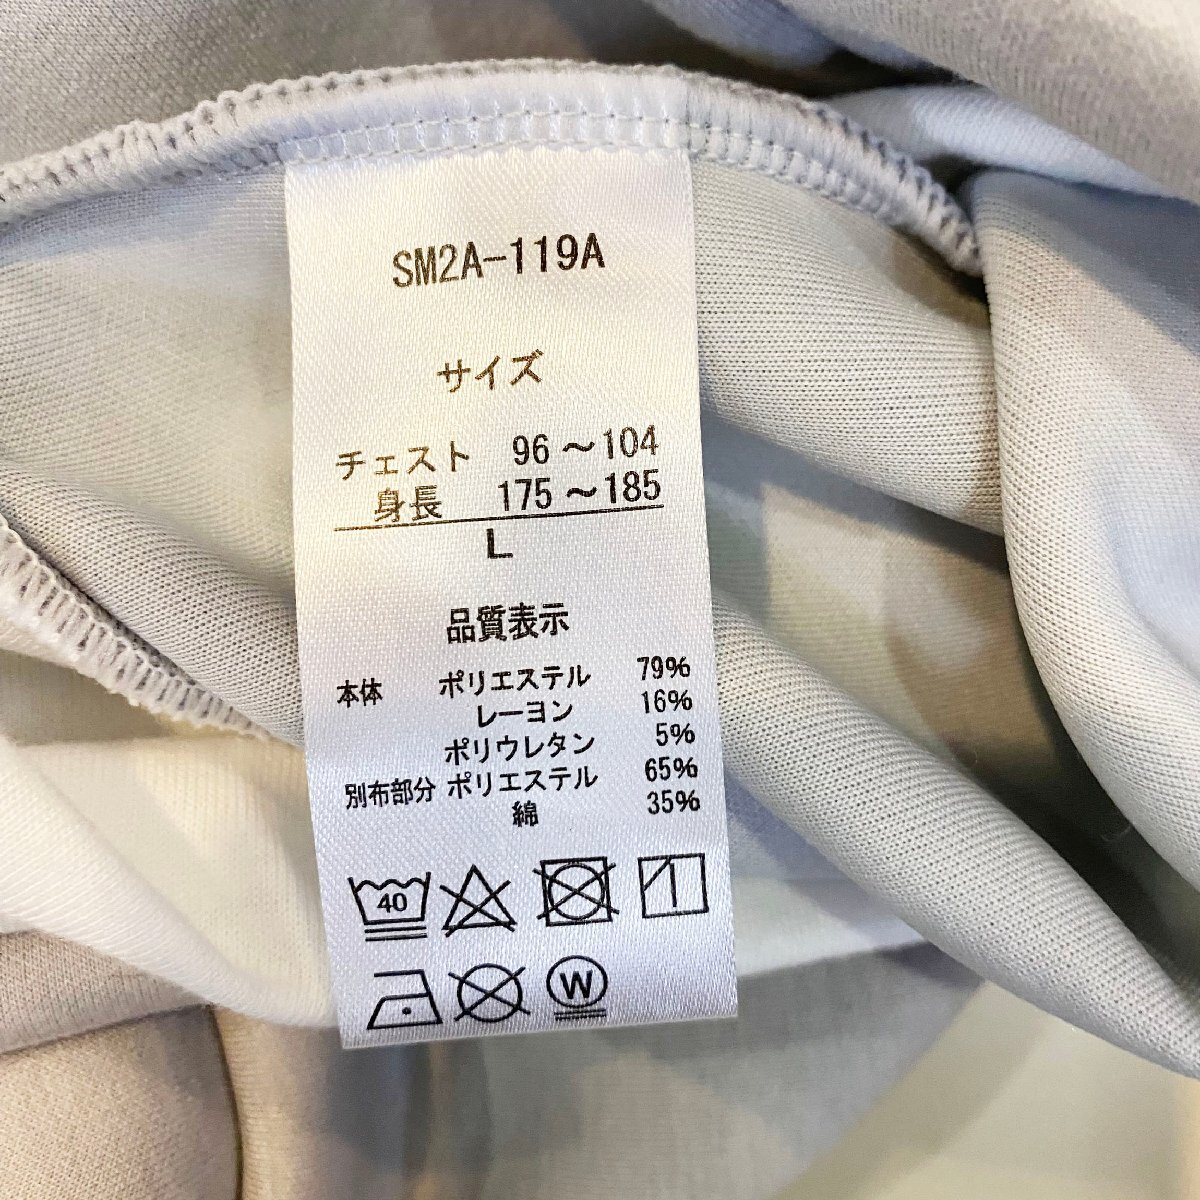 SM2A-119A
サイズ
チェスト 96～104
身長 175～185
L
品質表示
本体 ポリエステル 79%
レーヨン 16%
ポリウレタン 5%
別布部分 ポリエステル 65%
綿 35%
40
W